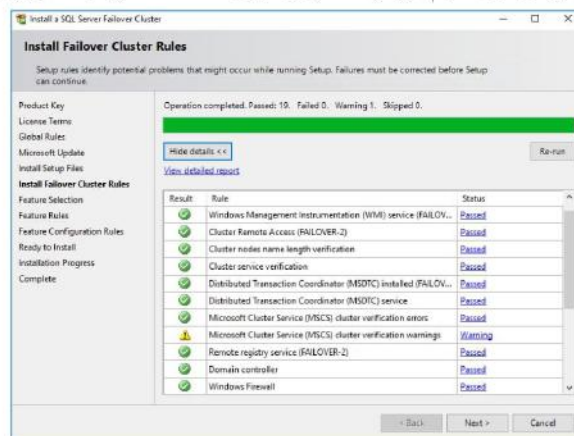 Install a SQL Server Failover Cluster
Install Failover Cluster Rules
Setup rules identify potential problems that might occur while running Setup. Failures must be corrected before Setup
can continue.
Product Key
License Terms
Global Rules
Microsoft Update
Install Setup Files
Install Failover Cluster Rules
Feature Selection
Feature Rules
Feature Configuration Rules
Ready to Install
Installation Progress
Complete
Operation completed. Passed: 19. Failed 0. Warning 1. Skipped 0.
Hide details <<
Re-run
View detailed report
Result Rule Status
Windows Management Instrumentation (WMI) service (FAILOV... Passed
Cluster Remote Access (FAILOVER-2) Passed
Cluster nodes name length verification Passed
Cluster service verification Passed
Distributed Transaction Coordinator (MSDTC) installed (FAILOV... Passed
Distributed Transaction Coordinator (MSDTC) service Passed
Microsoft Cluster Service (MSCS) cluster verification errors Passed
Microsoft Cluster Service (MSCS) cluster verification warnings Warning
Remote registry service (FAILOVER-2) Passed
Domain controller Passed
Windows Firewall Passed
< Back Next > Cancel